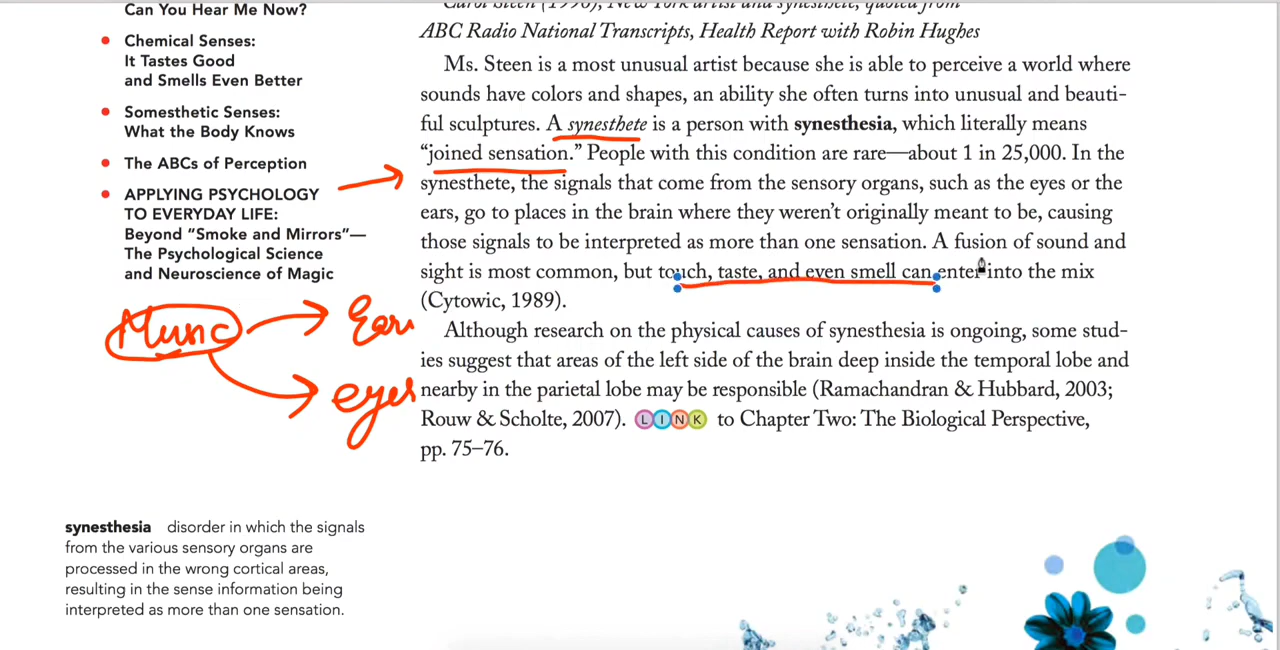 Can You Hear Me Now?
• Chemical Senses:
It Tastes Good
and Smells Even Better
• Somesthetic Senses:
What the Body Knows
• The ABCs of Perception
• APPLYING PSYCHOLOGY
TO EVERYDAY LIFE:
Beyond “Smoke and Mirrors”—
The Psychological Science
and Neuroscience of Magic
Music
Ears
eyes
synesthesia disorder in which the signals
from the various sensory organs are
processed in the wrong cortical areas,
resulting in the sense information being
interpreted as more than one sensation.
Carol Steen (1996), New York artist and synesthete, quoted from
ABC Radio National Transcripts, Health Report with Robin Hughes
Ms. Steen is a most unusual artist because she is able to perceive a world where
sounds have colors and shapes, an ability she often turns into unusual and beauti-
ful sculptures. A synesthete is a person with synesthesia, which literally means
“joined sensation.” People with this condition are rare—about 1 in 25,000. In the
synesthete, the signals that come from the sensory organs, such as the eyes or the
ears, go to places in the brain where they weren’t originally meant to be, causing
those signals to be interpreted as more than one sensation. A fusion of sound and
sight is most common, but touch, taste, and even smell can enter into the mix
(Cytowic, 1989).
Although research on the physical causes of synesthesia is ongoing, some stud-
ies suggest that areas of the left side of the brain deep inside the temporal lobe and
nearby in the parietal lobe may be responsible (Ramachandran & Hubbard, 2003;
Rouw & Scholte, 2007). LINK to Chapter Two: The Biological Perspective,
pp. 75–76.